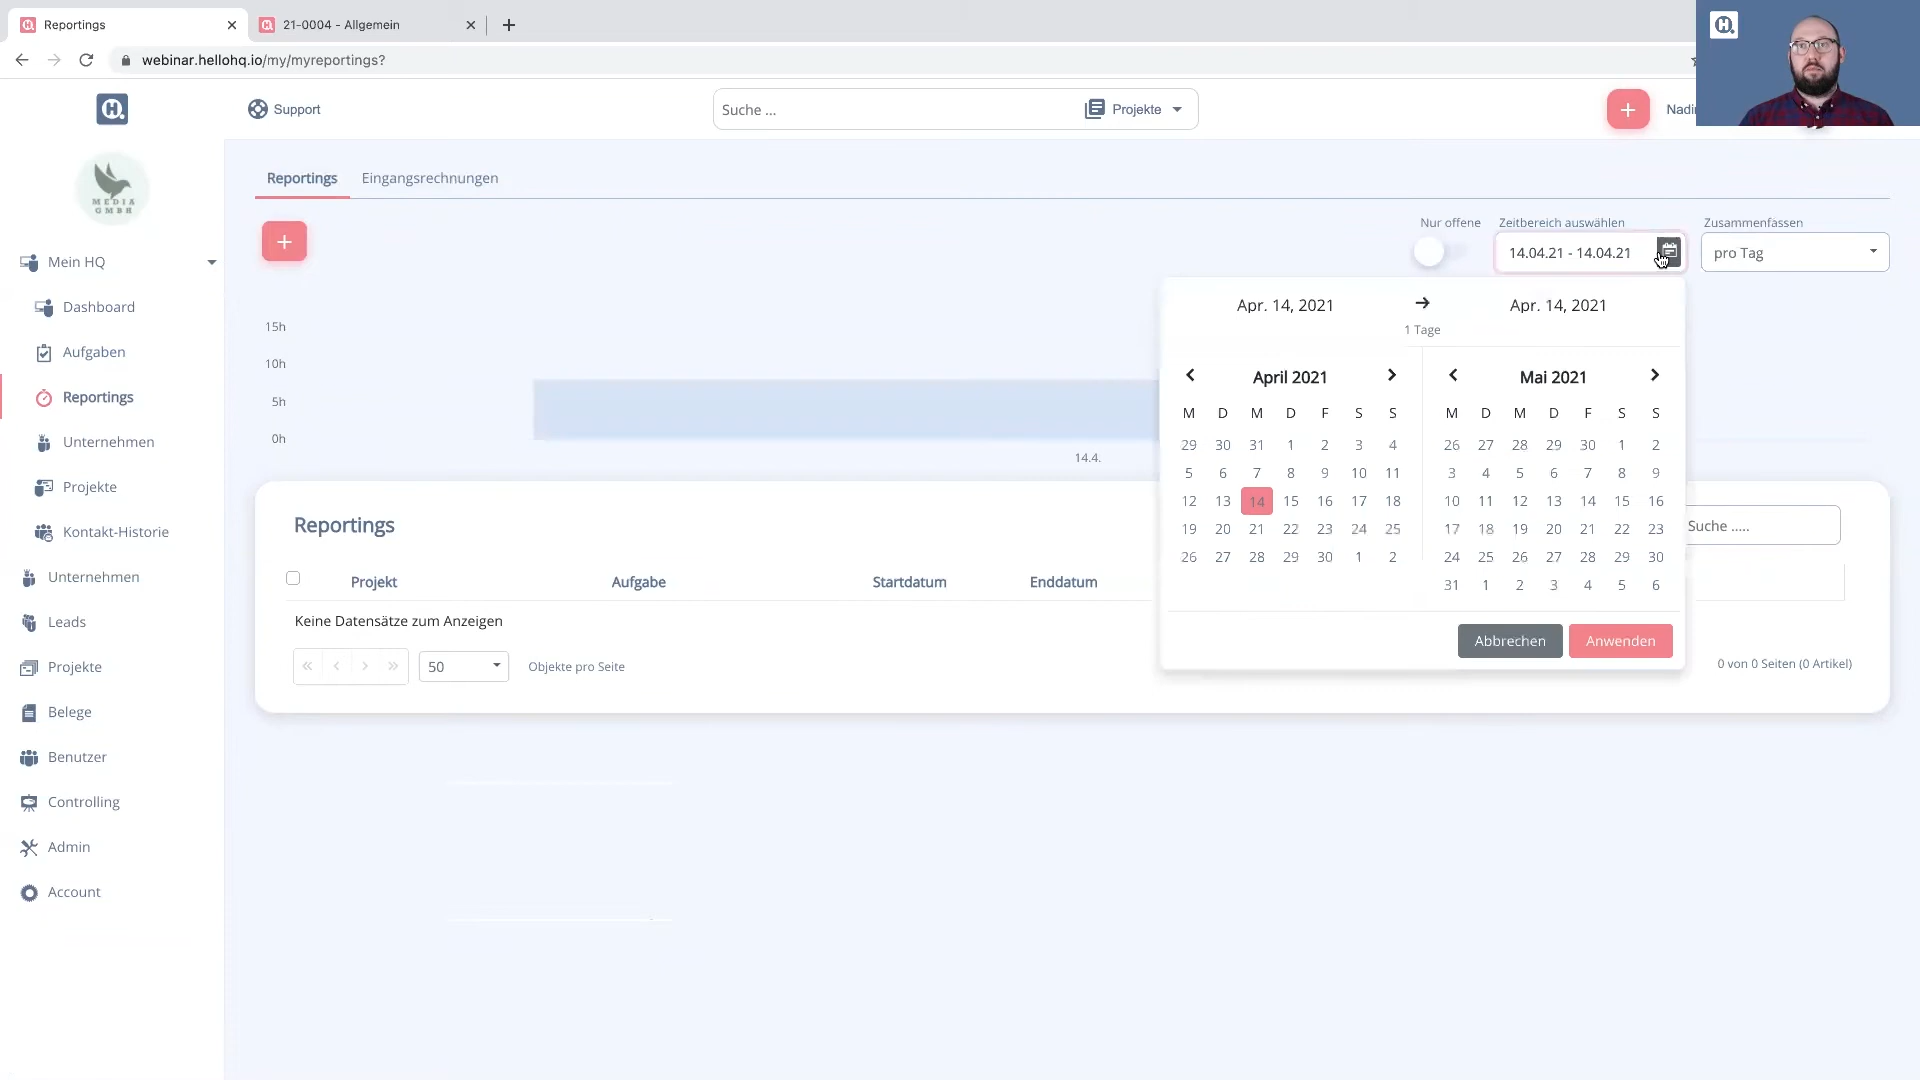 Reportings
21-0004 - Allgemein
webinar.hellohq.io/my/myreportings?
Support
Suche ...
Projekte
MEDIA
GMBH
Mein HQ
Dashboard
Aufgaben
Reportings
Unternehmen
Projekte
Kontakt-Historie
Unternehmen
Leads
Projekte
Belege
Benutzer
Controlling
Admin
Account
Reportings
Eingangsrechnungen
Nur offene
Zeitbereich auswählen
Zusammenfassen
14.04.21 - 14.04.21
pro Tag
15h
10h
5h
0h
14.4.
Apr. 14, 2021
Apr. 14, 2021
1 Tage
April 2021
M D M D F S S
29 30 31 1 2 3 4
5 6 7 8 9 10 11
12 13 14 15 16 17 18
19 20 21 22 23 24 25
26 27 28 29 30 1 2
Mai 2021
M D M D F S S
26 27 28 29 30 1 2
3 4 5 6 7 8 9
10 11 12 13 14 15 16
17 18 19 20 21 22 23
24 25 26 27 28 29 30
31 1 2 3 4 5 6
Abbrechen
Anwenden
Reportings
Suche .....
Projekt
Aufgabe
Startdatum
Enddatum
Keine Datensätze zum Anzeigen
50
Objekte pro Seite
0 von 0 Seiten (0 Artikel)